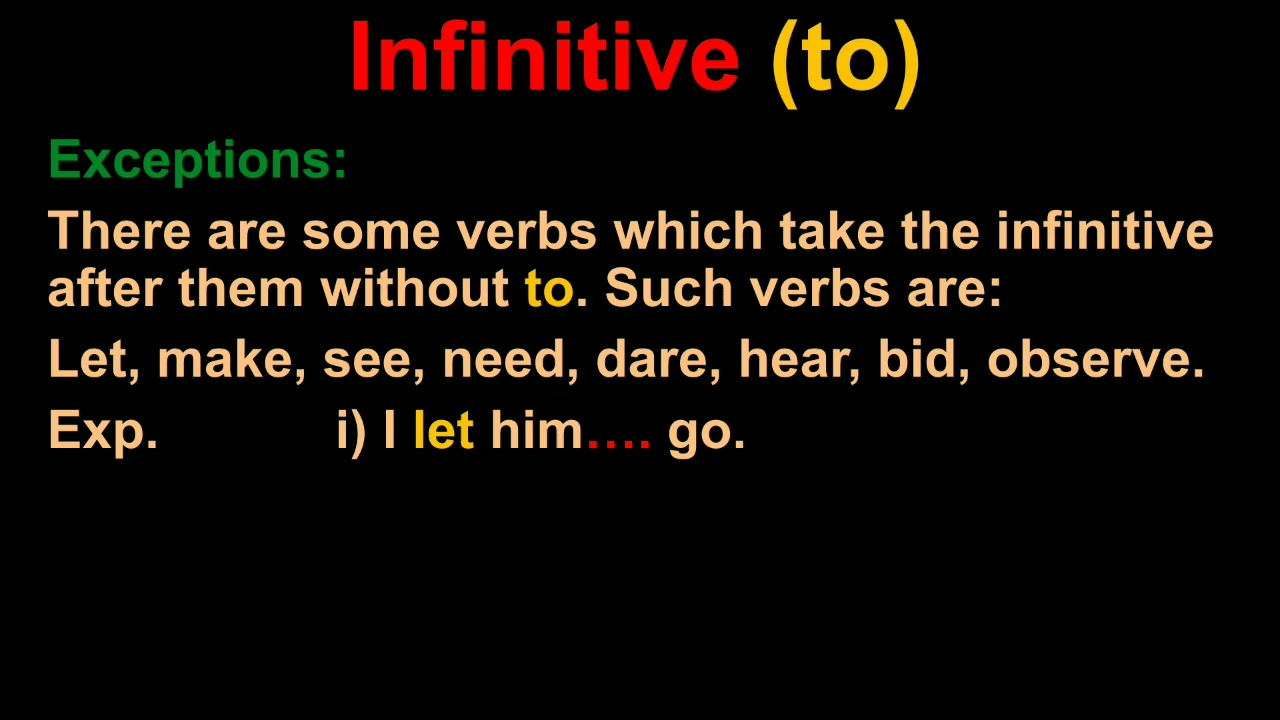 Infinitive (to)
Exceptions:
There are some verbs which take the infinitive
after them without to. Such verbs are:
Let, make, see, need, dare, hear, bid, observe.
Exp. i) I let him…. go.